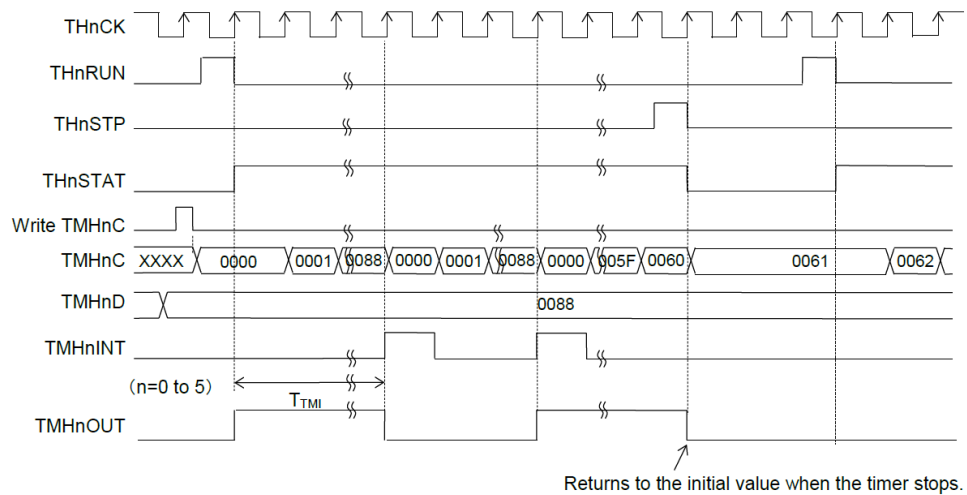 THnCK
THnRUN
THnSTP
THnSTAT
Write TMHnC
TMHnC XXXX 0000 0001 0088 0000 0001 0088 0000 005F 0060 0061 0062
TMHnD 0088
TMHnINT
(n=0 to 5) TTMI
TMHnOUT
Returns to the initial value when the timer stops.